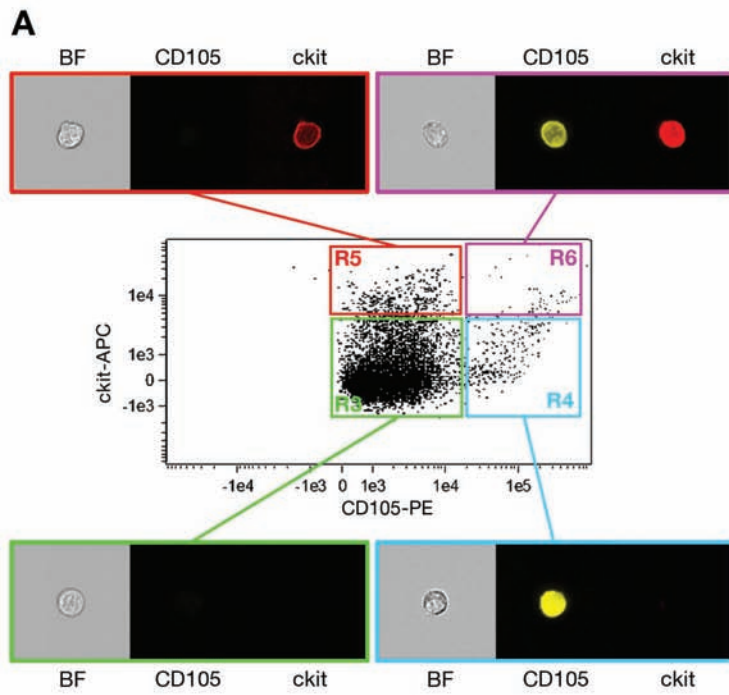 A
BF CD105 ckit BF CD105 ckit
R5 R6
1e4
1e3
0
-1e3
R3 R4
ckit-APC
-1e4 -1e3 0 1e3 1e4 1e5
CD105-PE
BF CD105 ckit BF CD105 ckit